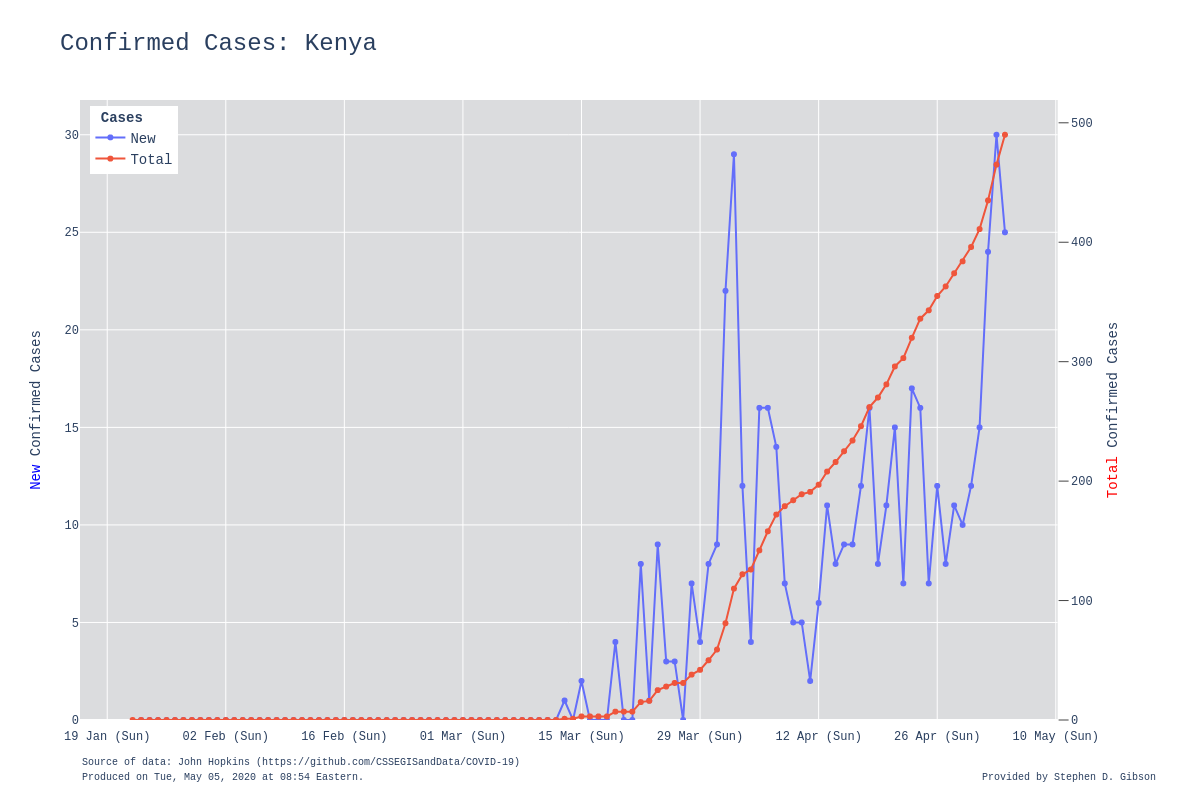 Confirmed Cases: Kenya
Cases
New
Total
30
25
20
15
10
5
0
New Confirmed Cases
500
400
300
200
100
0
Total Confirmed Cases
19 Jan (Sun) 02 Feb (Sun) 16 Feb (Sun) 01 Mar (Sun) 15 Mar (Sun) 29 Mar (Sun) 12 Apr (Sun) 26 Apr (Sun) 10 May (Sun)
Source of data: John Hopkins (https://github.com/CSSEGISandData/COVID-19)
Produced on Tue, May 05, 2020 at 08:54 Eastern.
Provided by Stephen D. Gibson